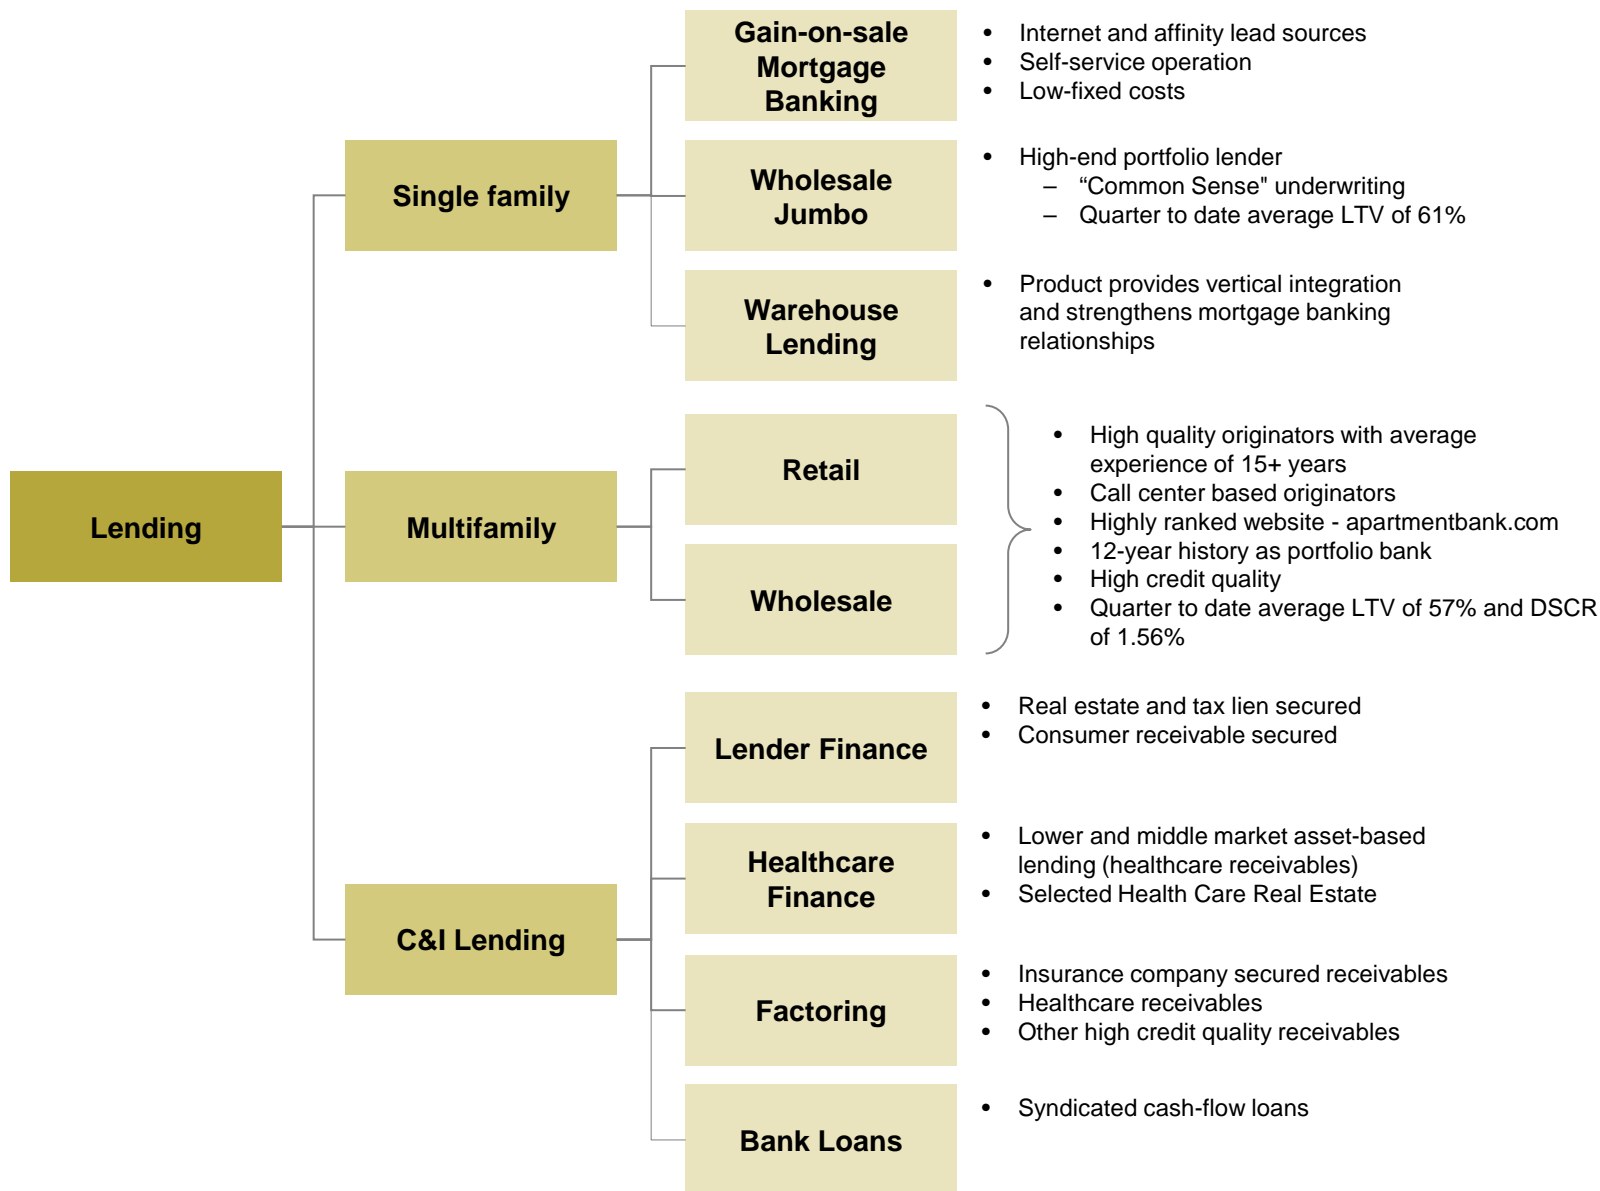 Lending
Single family
Gain-on-sale
Mortgage
Banking
• Internet and affinity lead sources
• Self-service operation
• Low-fixed costs
Wholesale
Jumbo
• High-end portfolio lender
– “Common Sense" underwriting
– Quarter to date average LTV of 61%
Warehouse
Lending
• Product provides vertical integration
and strengthens mortgage banking
relationships
Multifamily
Retail
Wholesale
• High quality originators with average
experience of 15+ years
• Call center based originators
• Highly ranked website - apartmentbank.com
• 12-year history as portfolio bank
• High credit quality
• Quarter to date average LTV of 57% and DSCR
of 1.56%
C&I Lending
Lender Finance
• Real estate and tax lien secured
• Consumer receivable secured
Healthcare
Finance
• Lower and middle market asset-based
lending (healthcare receivables)
• Selected Health Care Real Estate
Factoring
• Insurance company secured receivables
• Healthcare receivables
• Other high credit quality receivables
Bank Loans
• Syndicated cash-flow loans